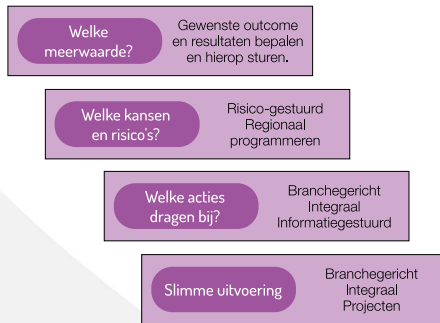 Welke
meerwaarde?
Gewenste outcome
en resultaten bepalen
en hierop sturen.
Welke kansen
en risico's?
Risico-gestuurd
Regionaal
programmeren
Welke acties
dragen bij?
Branchegericht
Integraal
Informatiegestuurd
Slimme uitvoering
Branchegericht
Integraal
Projecten